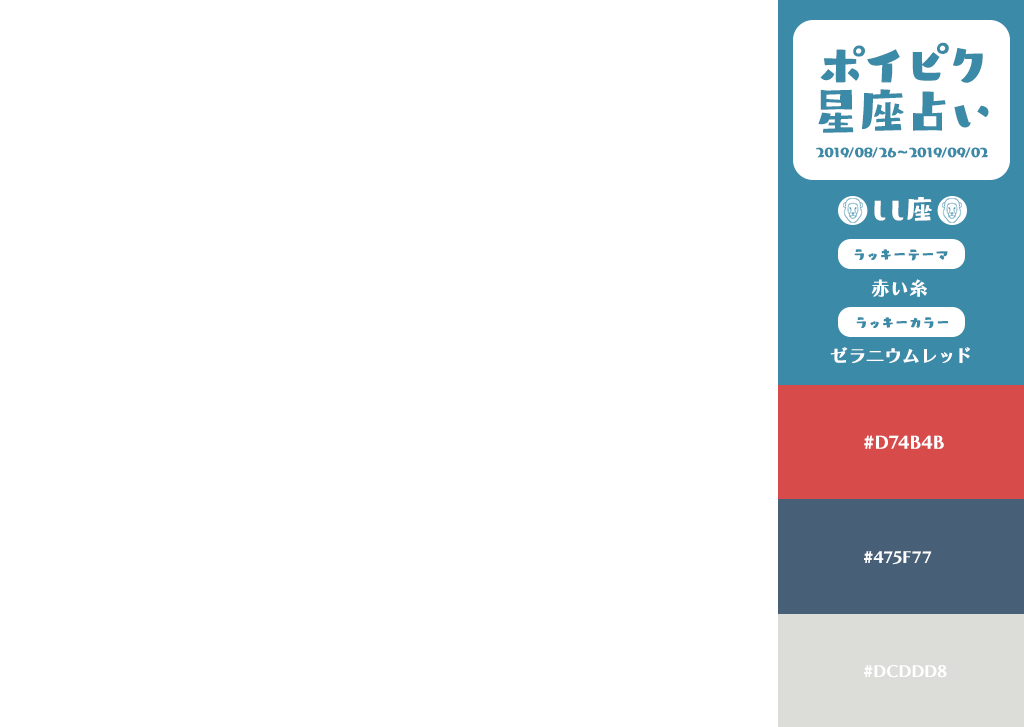 ポイピク
星座占い
2019/08/26~2019/09/02
しし座
ラッキーテーマ
赤い糸
ラッキーカラー
ゼラニウムレッド
#D74B4B
#475F77
#DCDDD8